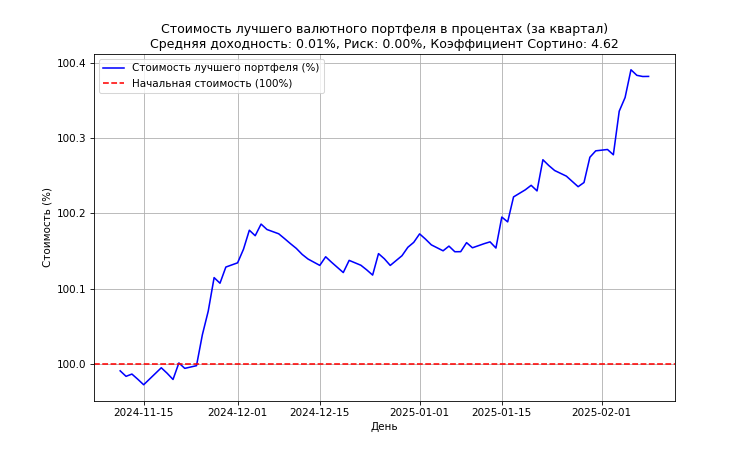 Стоимость лучшего валютного портфеля в процентах (за квартал)
Средняя доходность: 0.01%, Риск: 0.00%, Коэффициент Сортино: 4.62
Стоимость лучшего портфеля (%)
Начальная стоимость (100%)
Стоимость (%)
100.4
100.3
100.2
100.1
100.0
2024-11-15
2024-12-01
2024-12-15
2025-01-01
2025-01-15
2025-02-01
День